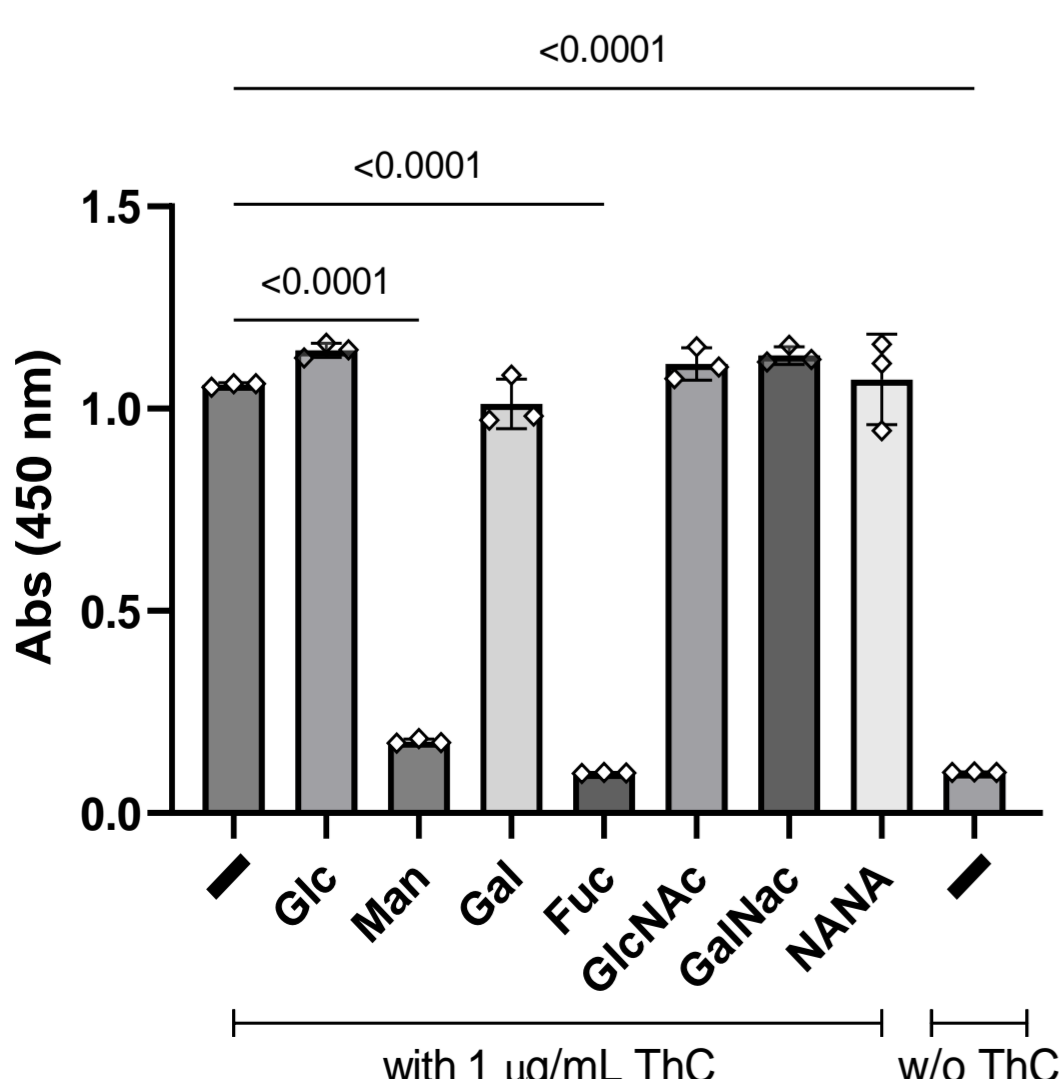 <0.0001
<0.0001
<0.0001
Abs (450 nm)
1.5
1.0
0.5
0.0
– Glc Man Gal Fuc GlcNAc GalNac NANA –
with 1 µg/mL ThC w/o ThC